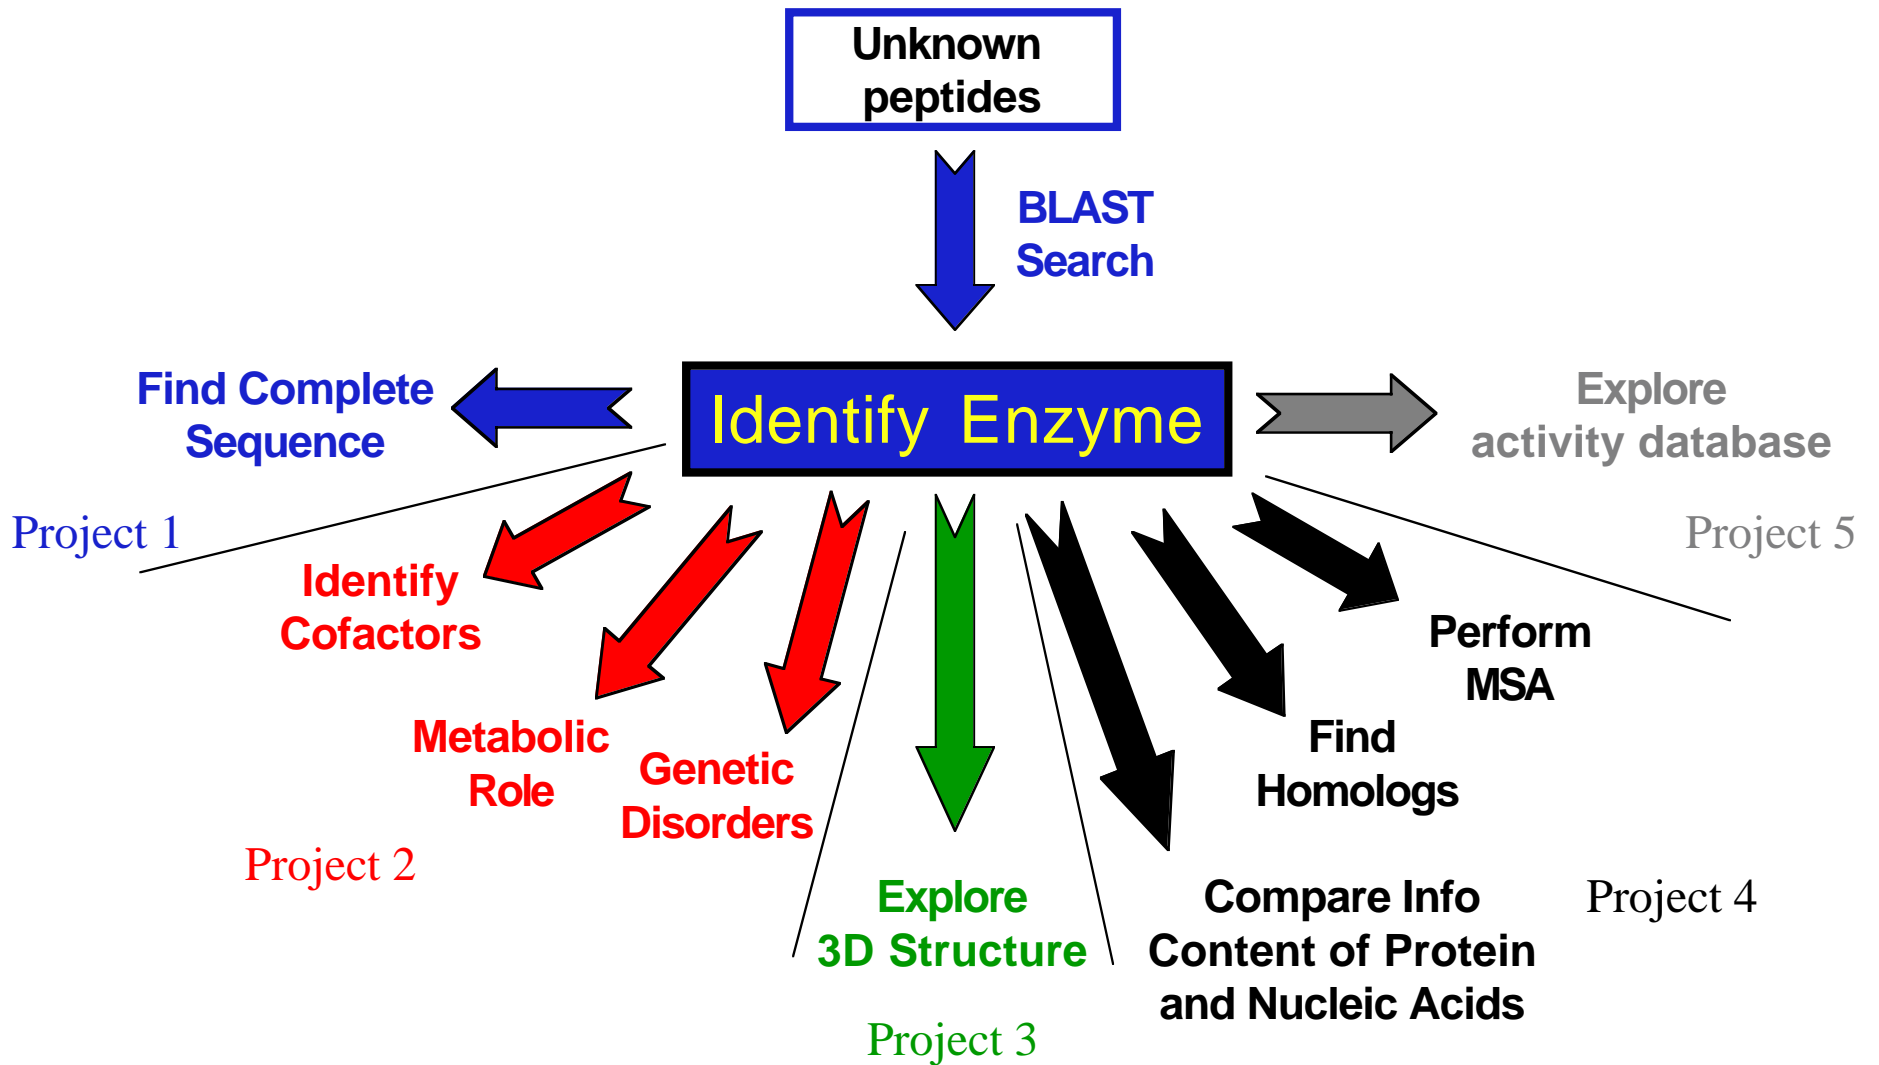 Unknown
peptides
BLAST
Search
Find Complete
Sequence
Identify Enzyme
Explore
activity database
Project 1
Project 5
Identify
Cofactors
Perform
MSA
Metabolic
Role
Genetic
Disorders
Find
Homologs
Project 2
Explore
3D Structure
Compare Info
Content of Protein
and Nucleic Acids
Project 4
Project 3